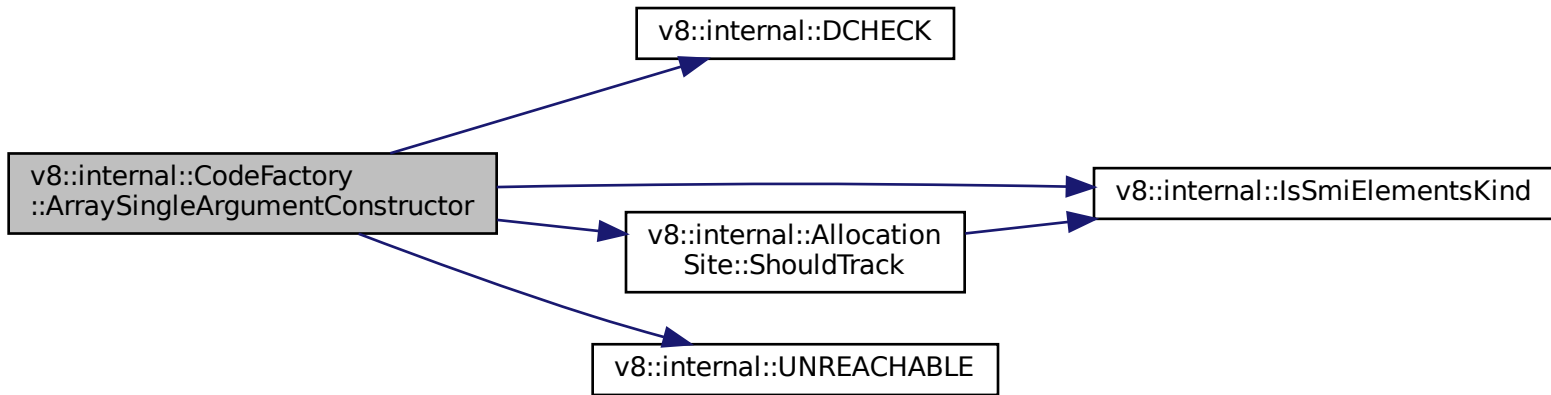 v8::internal::DCHECK
v8::internal::CodeFactory
::ArraySingleArgumentConstructor
v8::internal::IsSmiElementsKind
v8::internal::Allocation
Site::ShouldTrack
v8::internal::UNREACHABLE